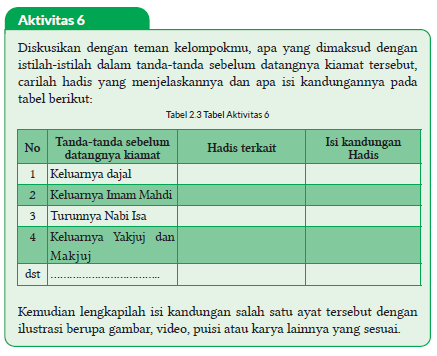 Aktivitas 6
Diskusikan dengan teman kelompokmu, apa yang dimaksud dengan
istilah-istilah dalam tanda-tanda sebelum datangnya kiamat tersebut,
carilah hadis yang menjelaskannya dan apa isi kandungannya pada
tabel berikut:
Tabel 2.3 Tabel Aktivitas 6
No Tanda-tanda sebelum datangnya kiamat Hadis terkait Isi kandungan Hadis
1 Keluarnya dajal
2 Keluarnya Imam Mahdi
3 Turunnya Nabi Isa
4 Keluarnya Yakjuj dan
Makjuj
dst ……………………………..
Kemudian lengkapilah isi kandungan salah satu ayat tersebut dengan
ilustrasi berupa gambar, video, puisi atau karya lainnya yang sesuai.